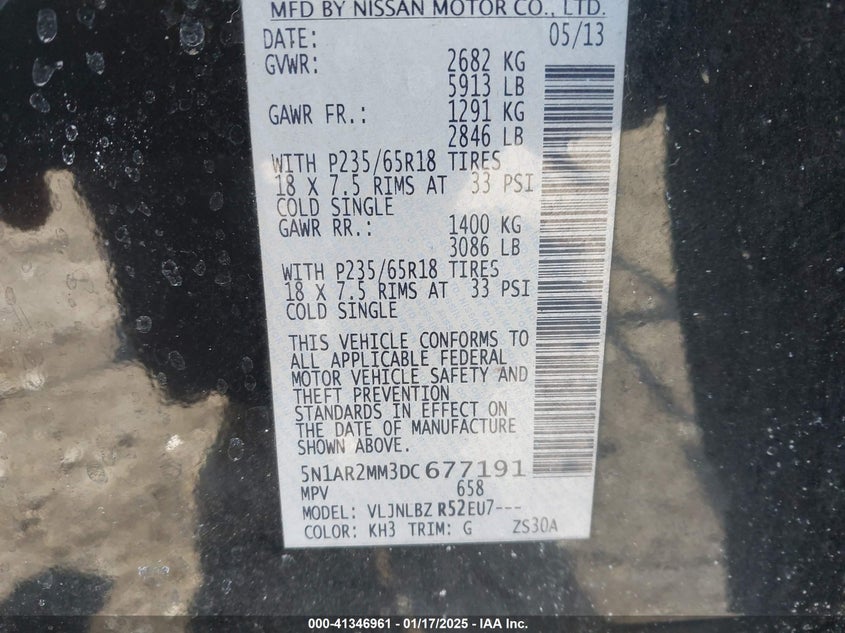 MFD BY NISSAN MOTOR CO., LTD.
DATE: 05/13
GVWR: 2682 KG
5913 LB
GAWR FR.: 1291 KG
2846 LB
WITH P235/65R18 TIRES
18 X 7.5 RIMS AT 33 PSI
COLD SINGLE
GAWR RR.: 1400 KG
3086 LB
WITH P235/65R18 TIRES
18 X 7.5 RIMS AT 33 PSI
COLD SINGLE
THIS VEHICLE CONFORMS TO
ALL APPLICABLE FEDERAL
MOTOR VEHICLE SAFETY AND
THEFT PREVENTION
STANDARDS IN EFFECT ON
THE DATE OF MANUFACTURE
SHOWN ABOVE.
5N1AR2MM3DC677191
MPV 658
MODEL: VLJNLBZ R52EU7---
COLOR: KH3 TRIM: G ZS30A
000-41346961 - 01/17/2025 - IAA Inc.